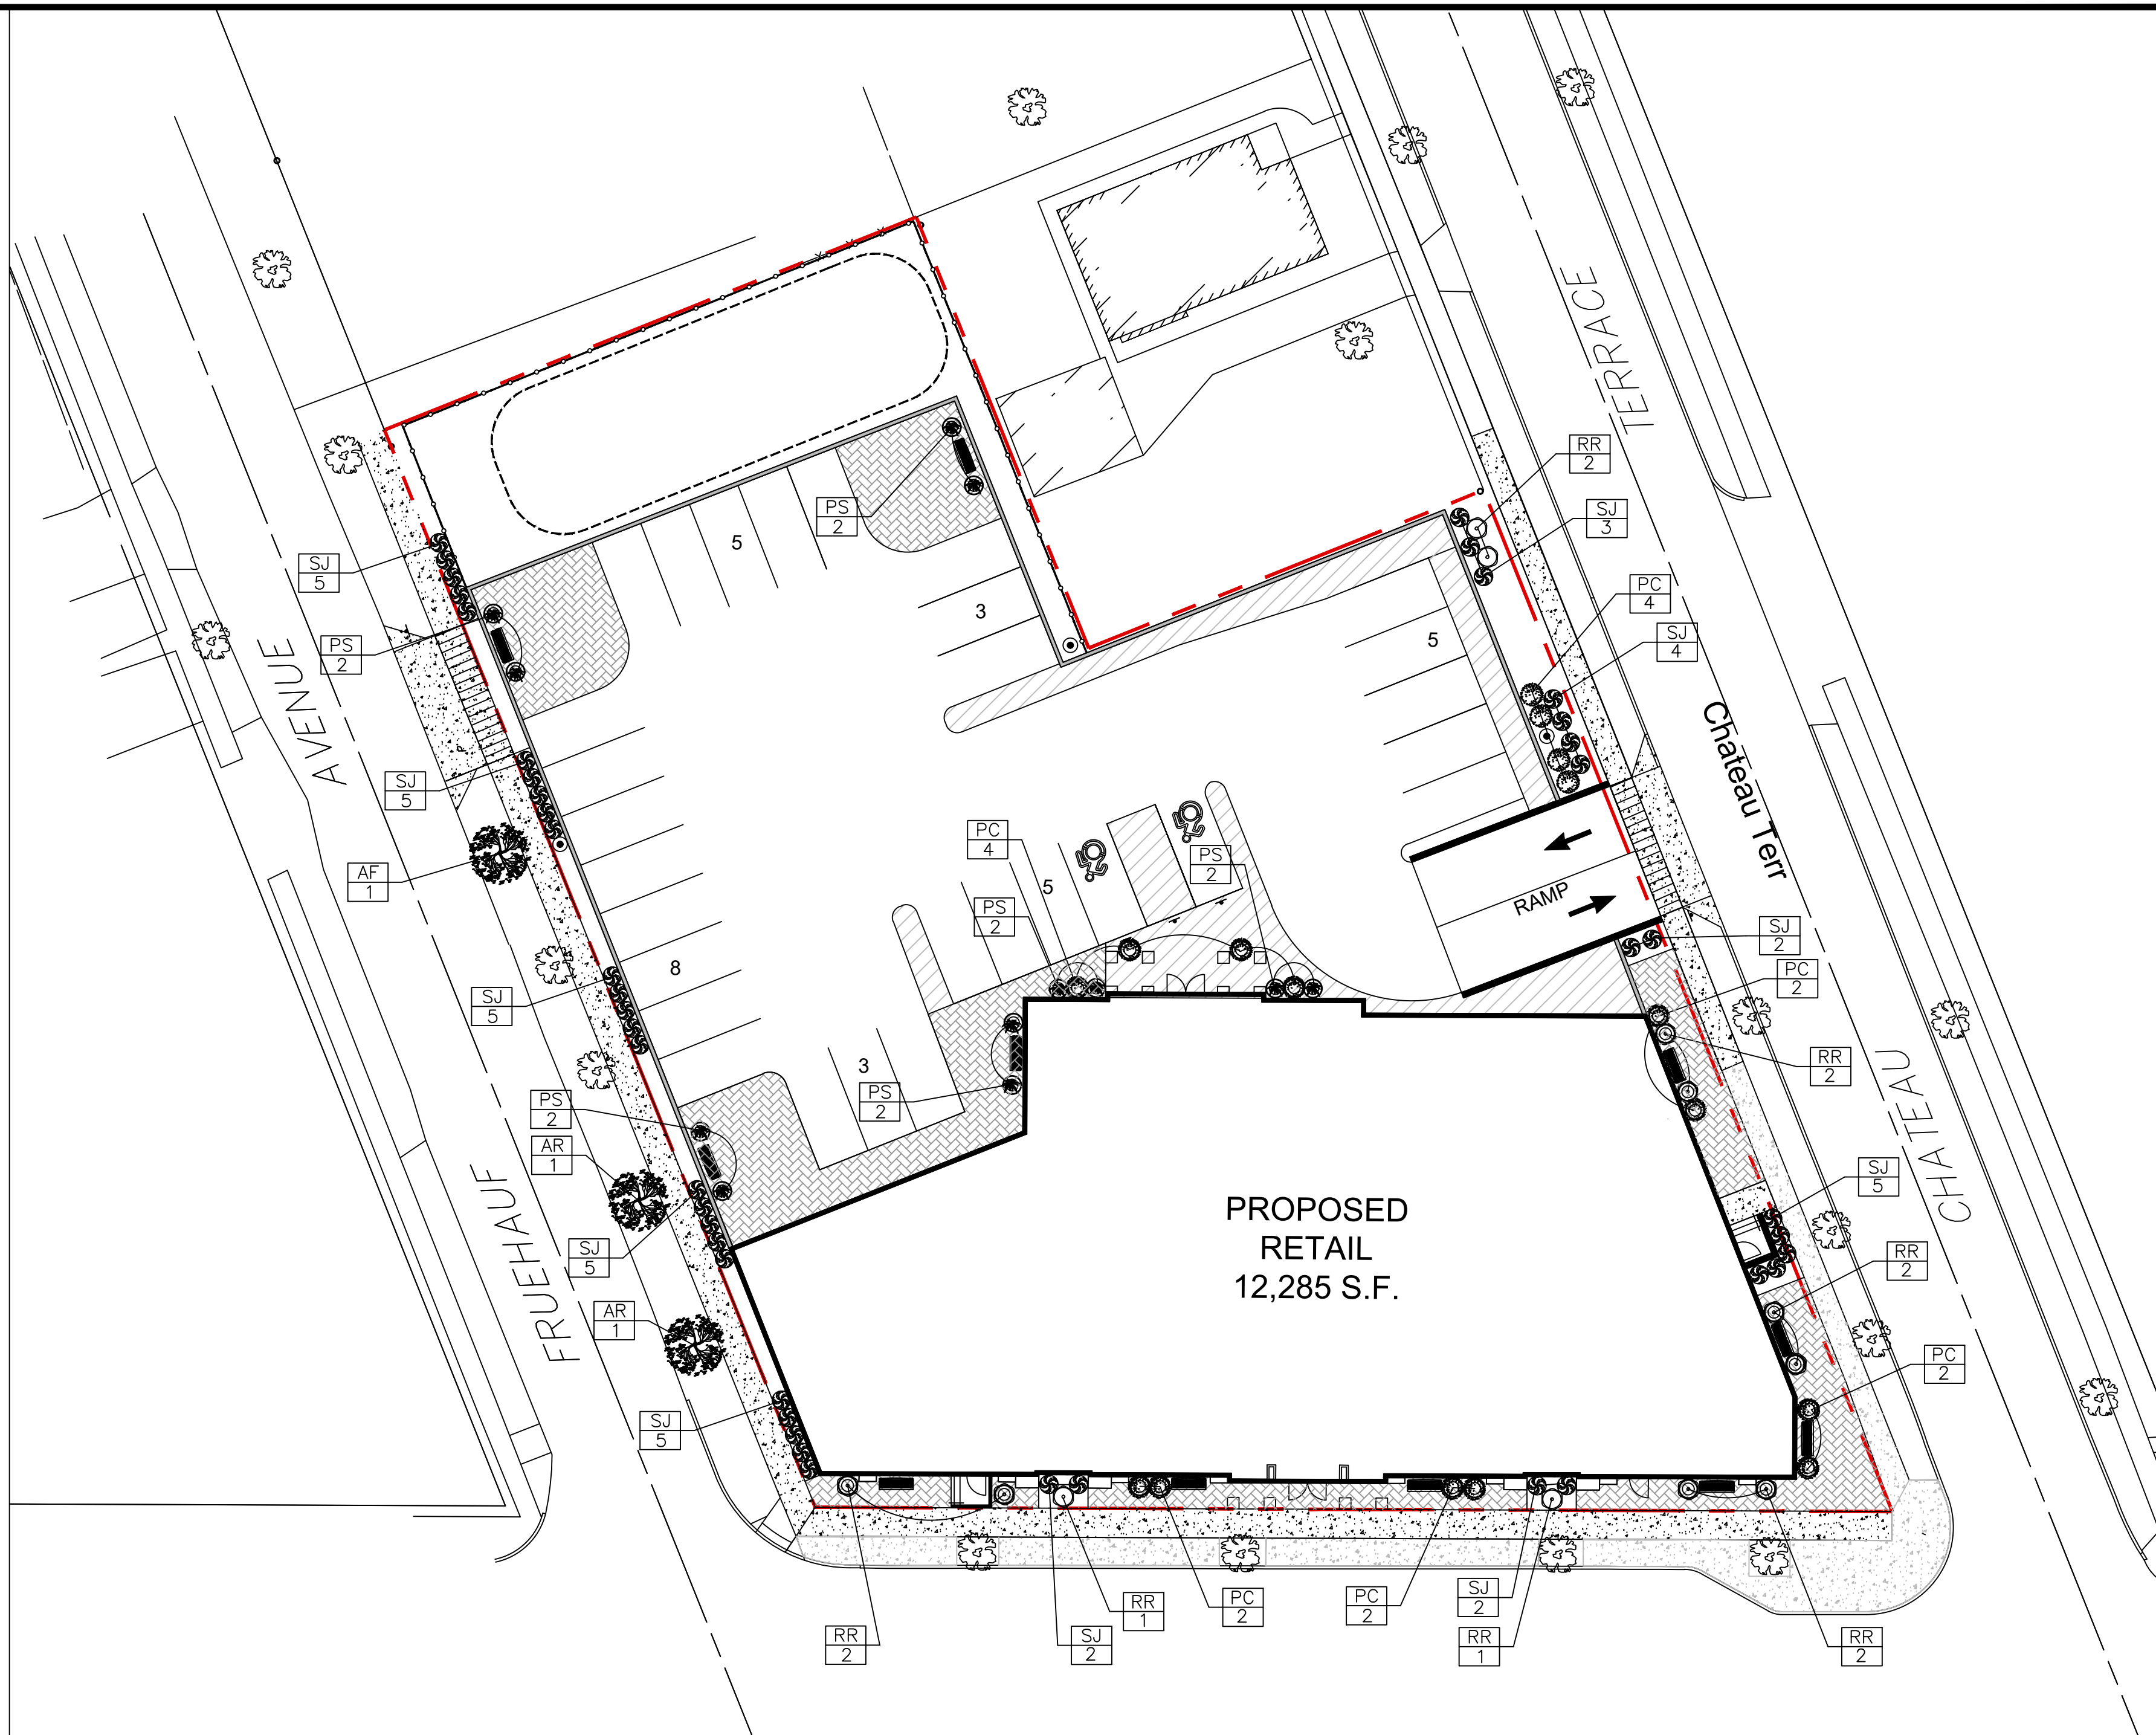 TERRACE
RR
2
SJ
3
PS
2
5
SJ
5
3
5
PC
4
SJ
4
PS
2
AVENUE
Chateau Terr
SJ
5
PC
4
PS
2
AF
1
5
RAMP
PS
2
SJ
2
PC
2
8
SJ
5
RR
2
3
PS
2
PS
2
CHATEAU
AR
1
SJ
5
PROPOSED
RETAIL
12,285 S.F.
FRUEHAUF
SJ
5
RR
2
AR
1
PC
2
SJ
5
RR
2
SJ
2
RR
1
PC
2
PC
2
SJ
2
RR
1
RR
2